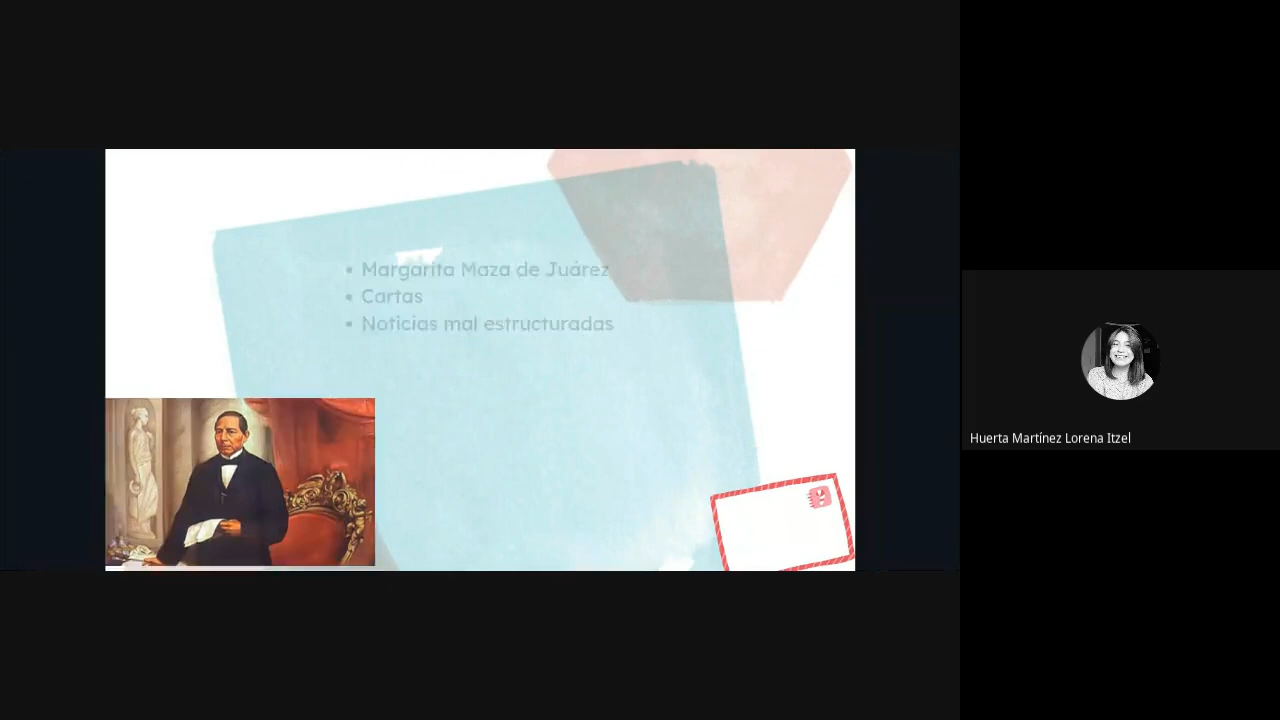 Margarita Maza de Juárez
Cartas
Noticias mal estructuradas
Huerta Martínez Lorena Itzel